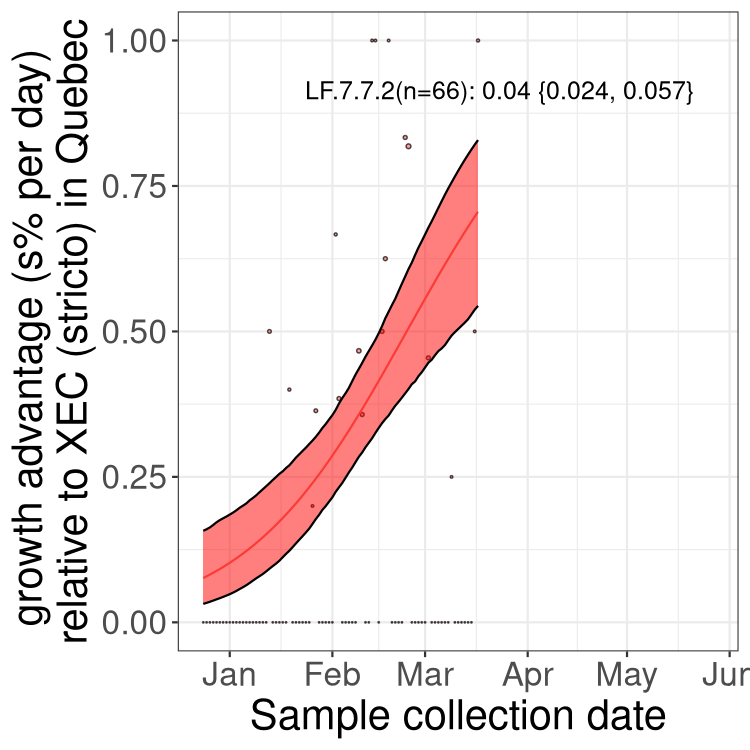 growth advantage (s% per day)
relative to XEC (stricto) in Quebec
1.00
0.75
0.50
0.25
0.00
LF.7.7.2(n=66): 0.04 {0.024, 0.057}
Jan Feb Mar Apr May Jun
Sample collection date